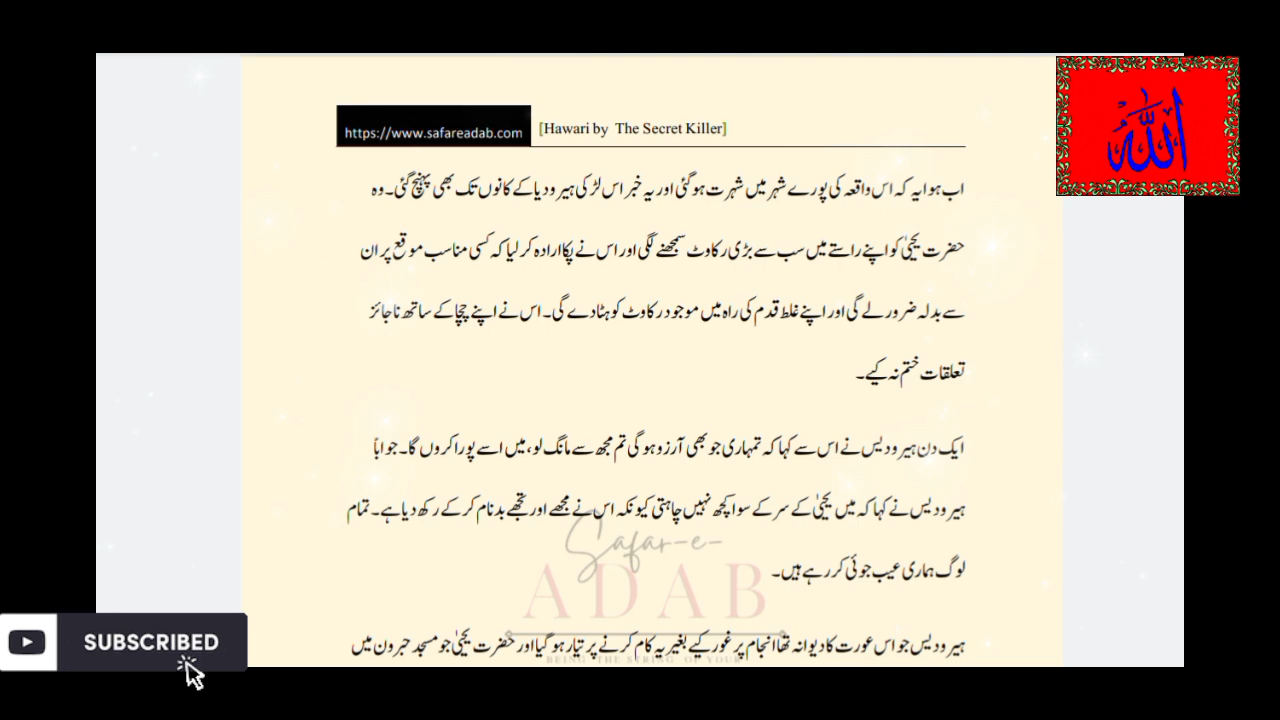 https://www.safareadab.com [Hawari by The Secret Killer]
الله
اب ہوا یہ کہ اس واقعہ کی پورے شہر میں شہرت ہو گئی اور یہ خبر اس لڑکی ہیرودیا کے کانوں تک بھی پہنچ گئی۔ وہ
حضرت یحییٰ کو اپنے راستے میں سب سے بڑی رکاوٹ سمجھنے لگی اور اس نے پکا ارادہ کر لیا کہ کسی مناسب موقع پر ان
سے بدلہ ضرور لے گی اور اپنے غلط قدم کی راہ میں موجود رکاوٹ کو ہٹا دے گی۔ اس نے اپنے چچا کے ساتھ ناجائز
تعلقات ختم نہ کیے۔
ایک دن ہیرودیس نے اس سے کہا کہ تمہاری جو بھی آرزو ہو گی تم مجھ سے مانگ لو، میں اسے پورا کروں گا۔ جواباً
ہیرودیس نے کہا کہ میں یحییٰ کے سر کے سوا کچھ نہیں چاہتی کیونکہ اس نے مجھے اور تجھے بدنام کر کے رکھ دیا ہے۔ تمام
لوگ ہماری عیب جوئی کر رہے ہیں۔
Safar-e-
ADAB
ہیرودیس جو اس عورت کا دیوانہ تھا انجام پر غور کیے بغیر یہ کام کرنے پر تیار ہو گیا اور حضرت یحییٰ جو مسجد حبرون میں
SUBSCRIBED